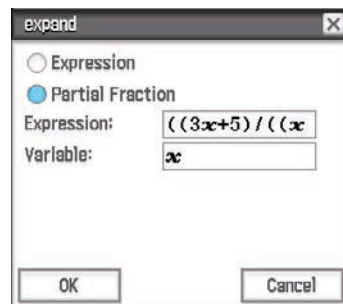 expand
Expression
Partial Fraction
Expression: ((3x+5)/((x
Variable: x
OK Cancel